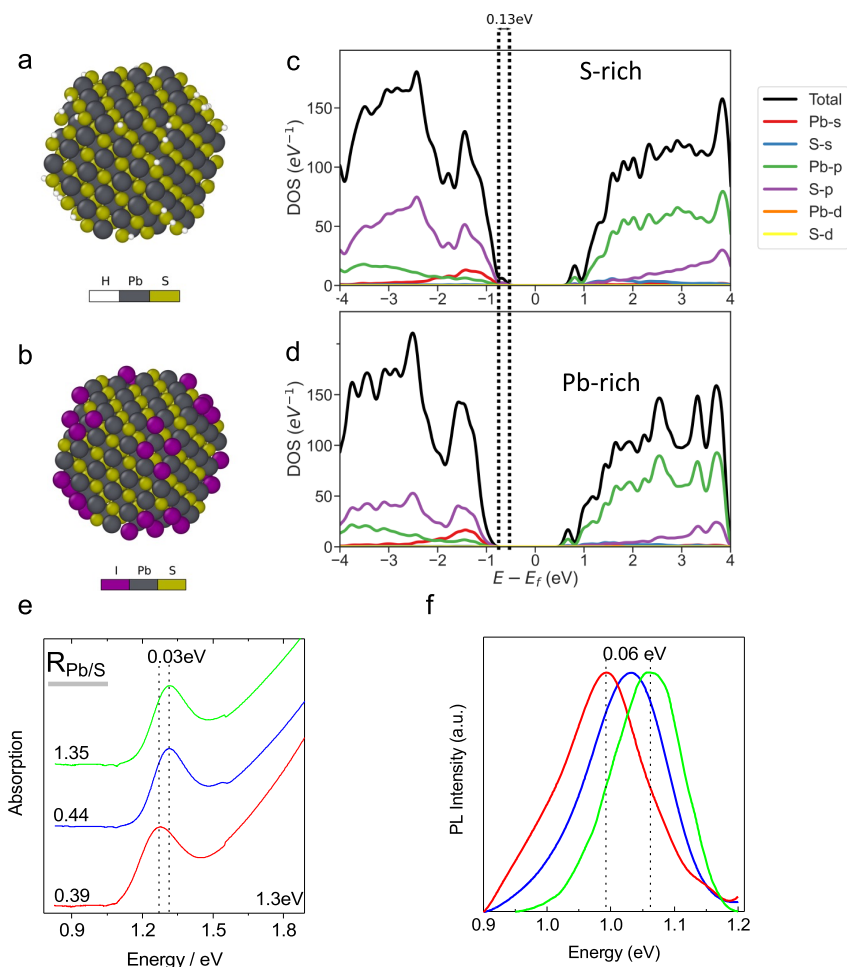 0.13eV
a
H Pb S
c
S-rich
DOS (eV⁻¹)
150
100
50
0
-4 -3 -2 -1 0 1 2 3 4
Total
Pb-s
S-s
Pb-p
S-p
Pb-d
S-d
b
I Pb S
d
Pb-rich
DOS (eV⁻¹)
150
100
50
0
-4 -3 -2 -1 0 1 2 3 4
E − E_f (eV)
e
R_Pb/S
0.03eV
1.35
0.44
0.39
1.3eV
Absorption
0.9 1.2 1.5 1.8
Energy / eV
f
0.06 eV
PL Intensity (a.u.)
0.9 1.0 1.0 1.1 1.2
Energy (eV)